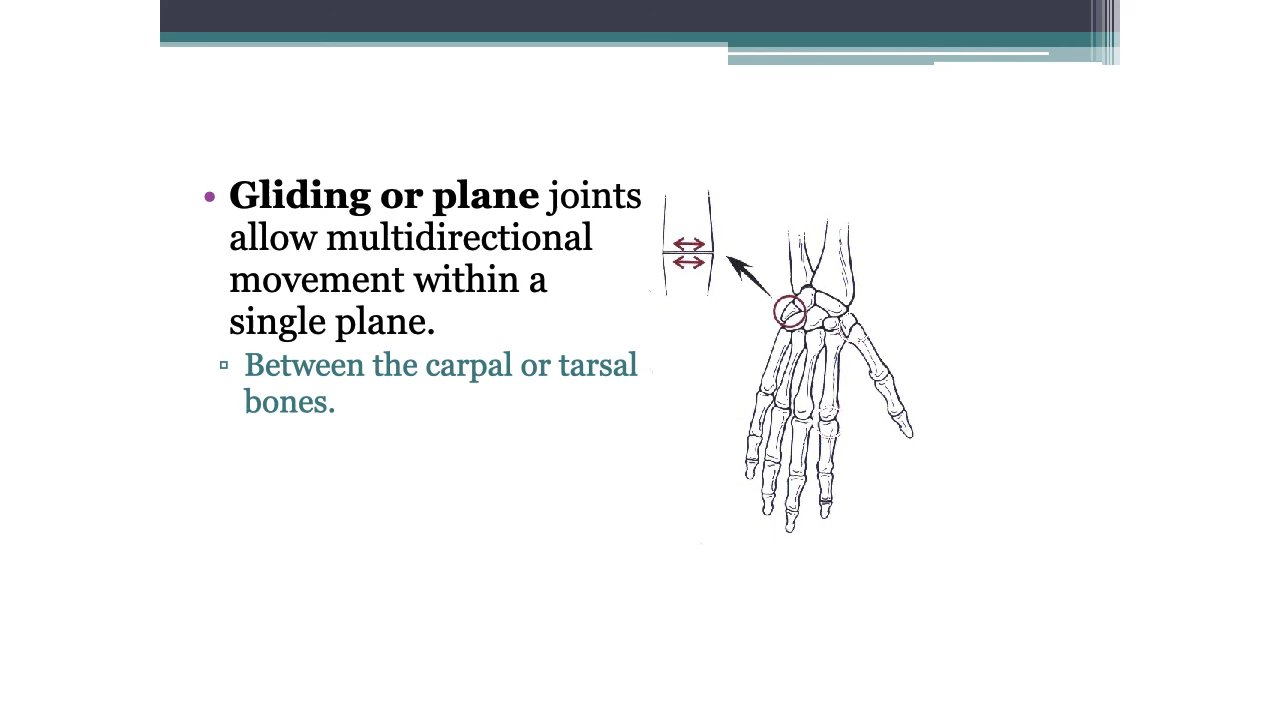 • Gliding or plane joints
allow multidirectional
movement within a
single plane.
▫ Between the carpal or tarsal
bones.